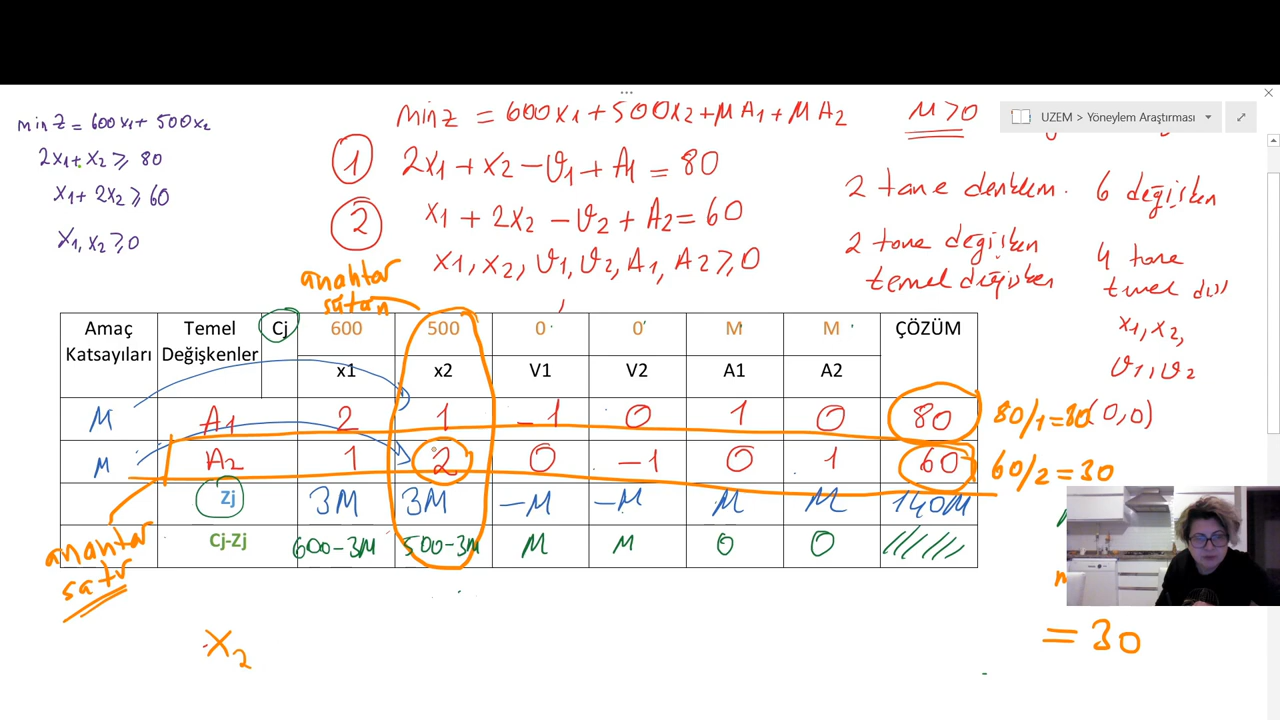 min Z = 600x1 + 500x2
2x1 + x2 ≥ 80
x1 + 2x2 ≥ 60
x1, x2 ≥ 0
min Z = 600x1 + 500x2 + MA1 + MA2
M > 0
UZEM > Yöneylem Araştırması
1 2x1 + x2 − V1 + A1 = 80
2 x1 + 2x2 − V2 + A2 = 60
x1, x2, V1, V2, A1, A2 ≥ 0
2 tane denklem. 6 değişken
2 tane değişken
temel değişken
4 tane
temel
x1, x2,
V1, V2
(0,0)
anahtar
sütun
Amaç Katsayıları Temel Değişkenler Cj 600 500 0 0 M M ÇÖZÜM
x1 x2 V1 V2 A1 A2
M A1 2 1 −1 0 1 0 80 80/1 = 80
M A2 1 2 0 −1 0 1 60 60/2 = 30
Zj 3M 3M −M −M M M 140M
Cj-Zj 600−3M 500−3M M M 0 0
anahtar
satır
x2 = 30